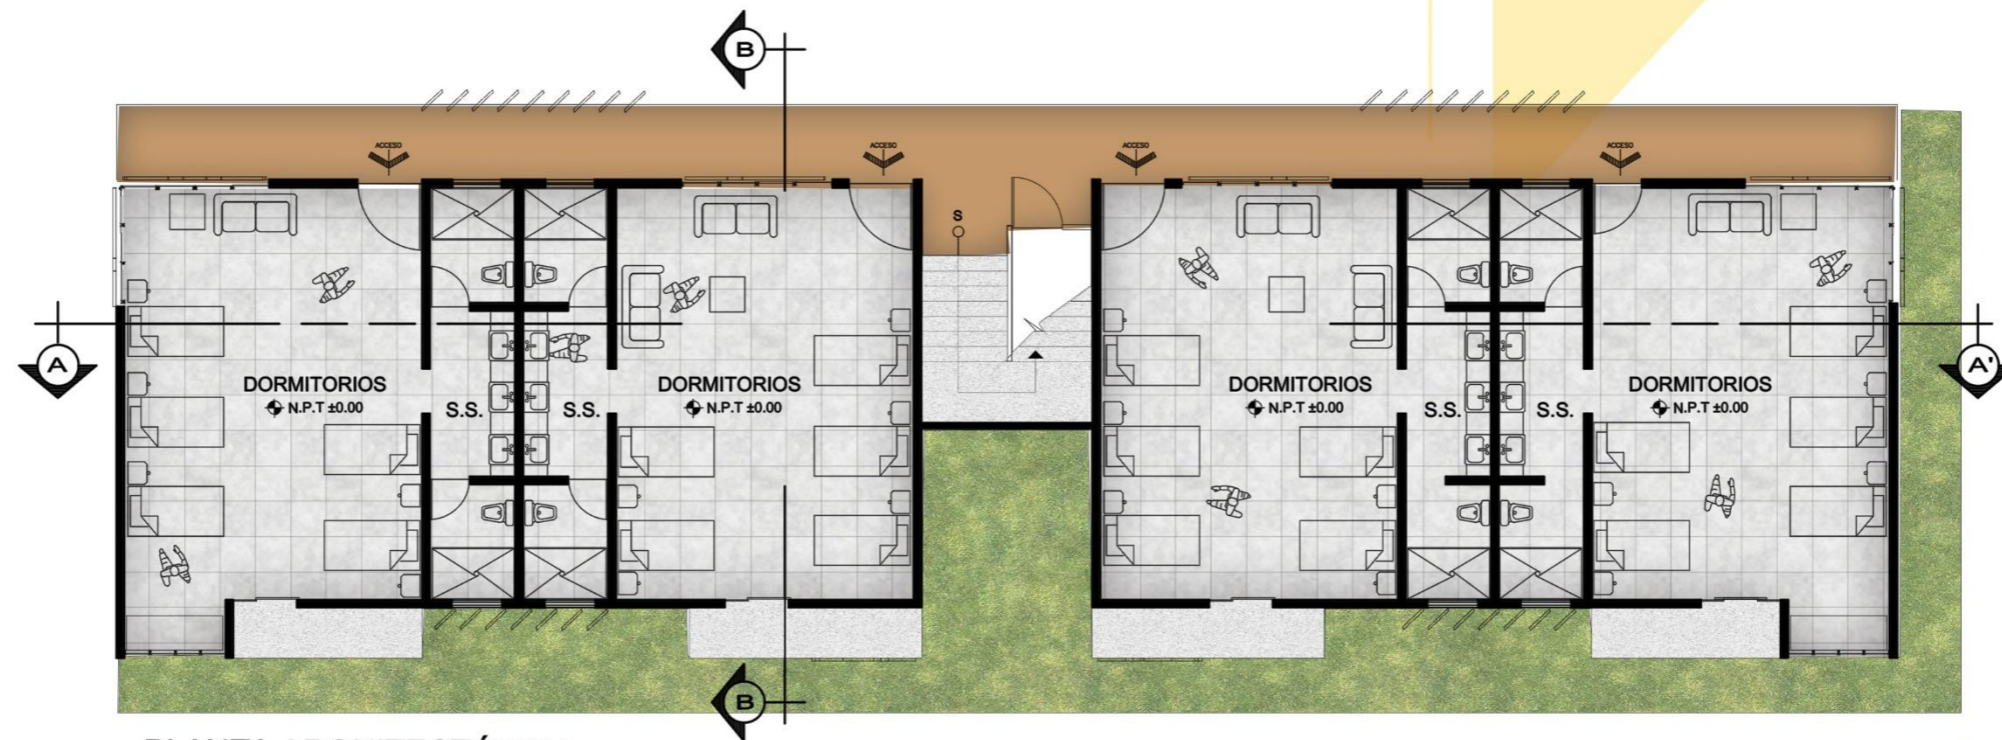 B
ACCESO
ACCESO
ACCESO
ACCESO
S
A
A'
DORMITORIOS
N.P.T ±0.00
S.S.
S.S.
DORMITORIOS
N.P.T ±0.00
DORMITORIOS
N.P.T ±0.00
S.S.
S.S.
DORMITORIOS
N.P.T ±0.00
B